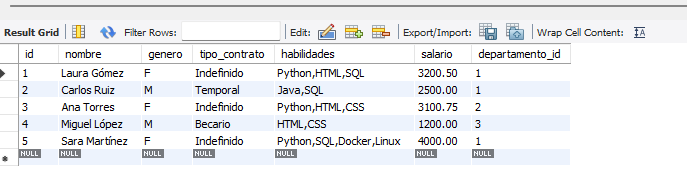 Result Grid Filter Rows: Edit: Export/Import: Wrap Cell Content: IA
id nombre genero tipo_contrato habilidades salario departamento_id
1 Laura Gómez F Indefinido Python,HTML,SQL 3200.50 1
2 Carlos Ruiz M Temporal Java,SQL 2500.00 1
3 Ana Torres F Indefinido Python,HTML,CSS 3100.75 2
4 Miguel López M Becario HTML,CSS 1200.00 3
5 Sara Martínez F Indefinido Python,SQL,Docker,Linux 4000.00 1
NULL NULL NULL NULL NULL NULL NULL